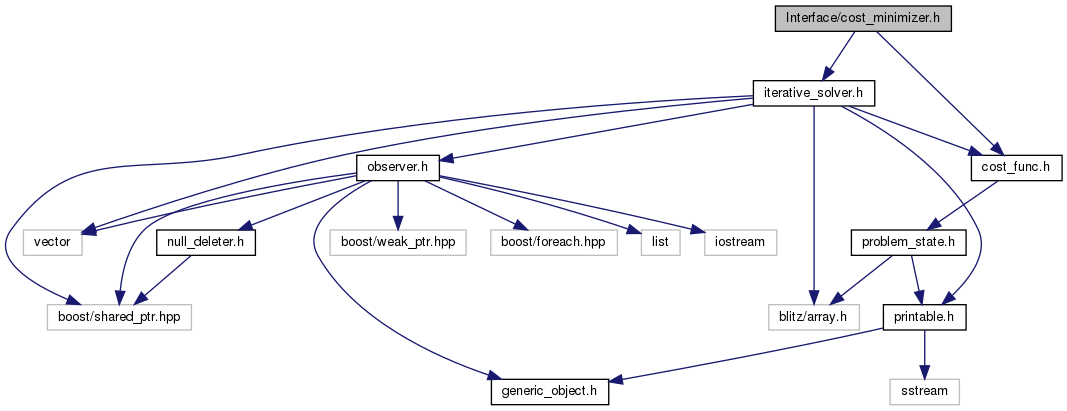 Interface/cost_minimizer.h
iterative_solver.h
observer.h
cost_func.h
vector
null_deleter.h
boost/weak_ptr.hpp
boost/foreach.hpp
list
iostream
problem_state.h
boost/shared_ptr.hpp
blitz/array.h
printable.h
generic_object.h
sstream